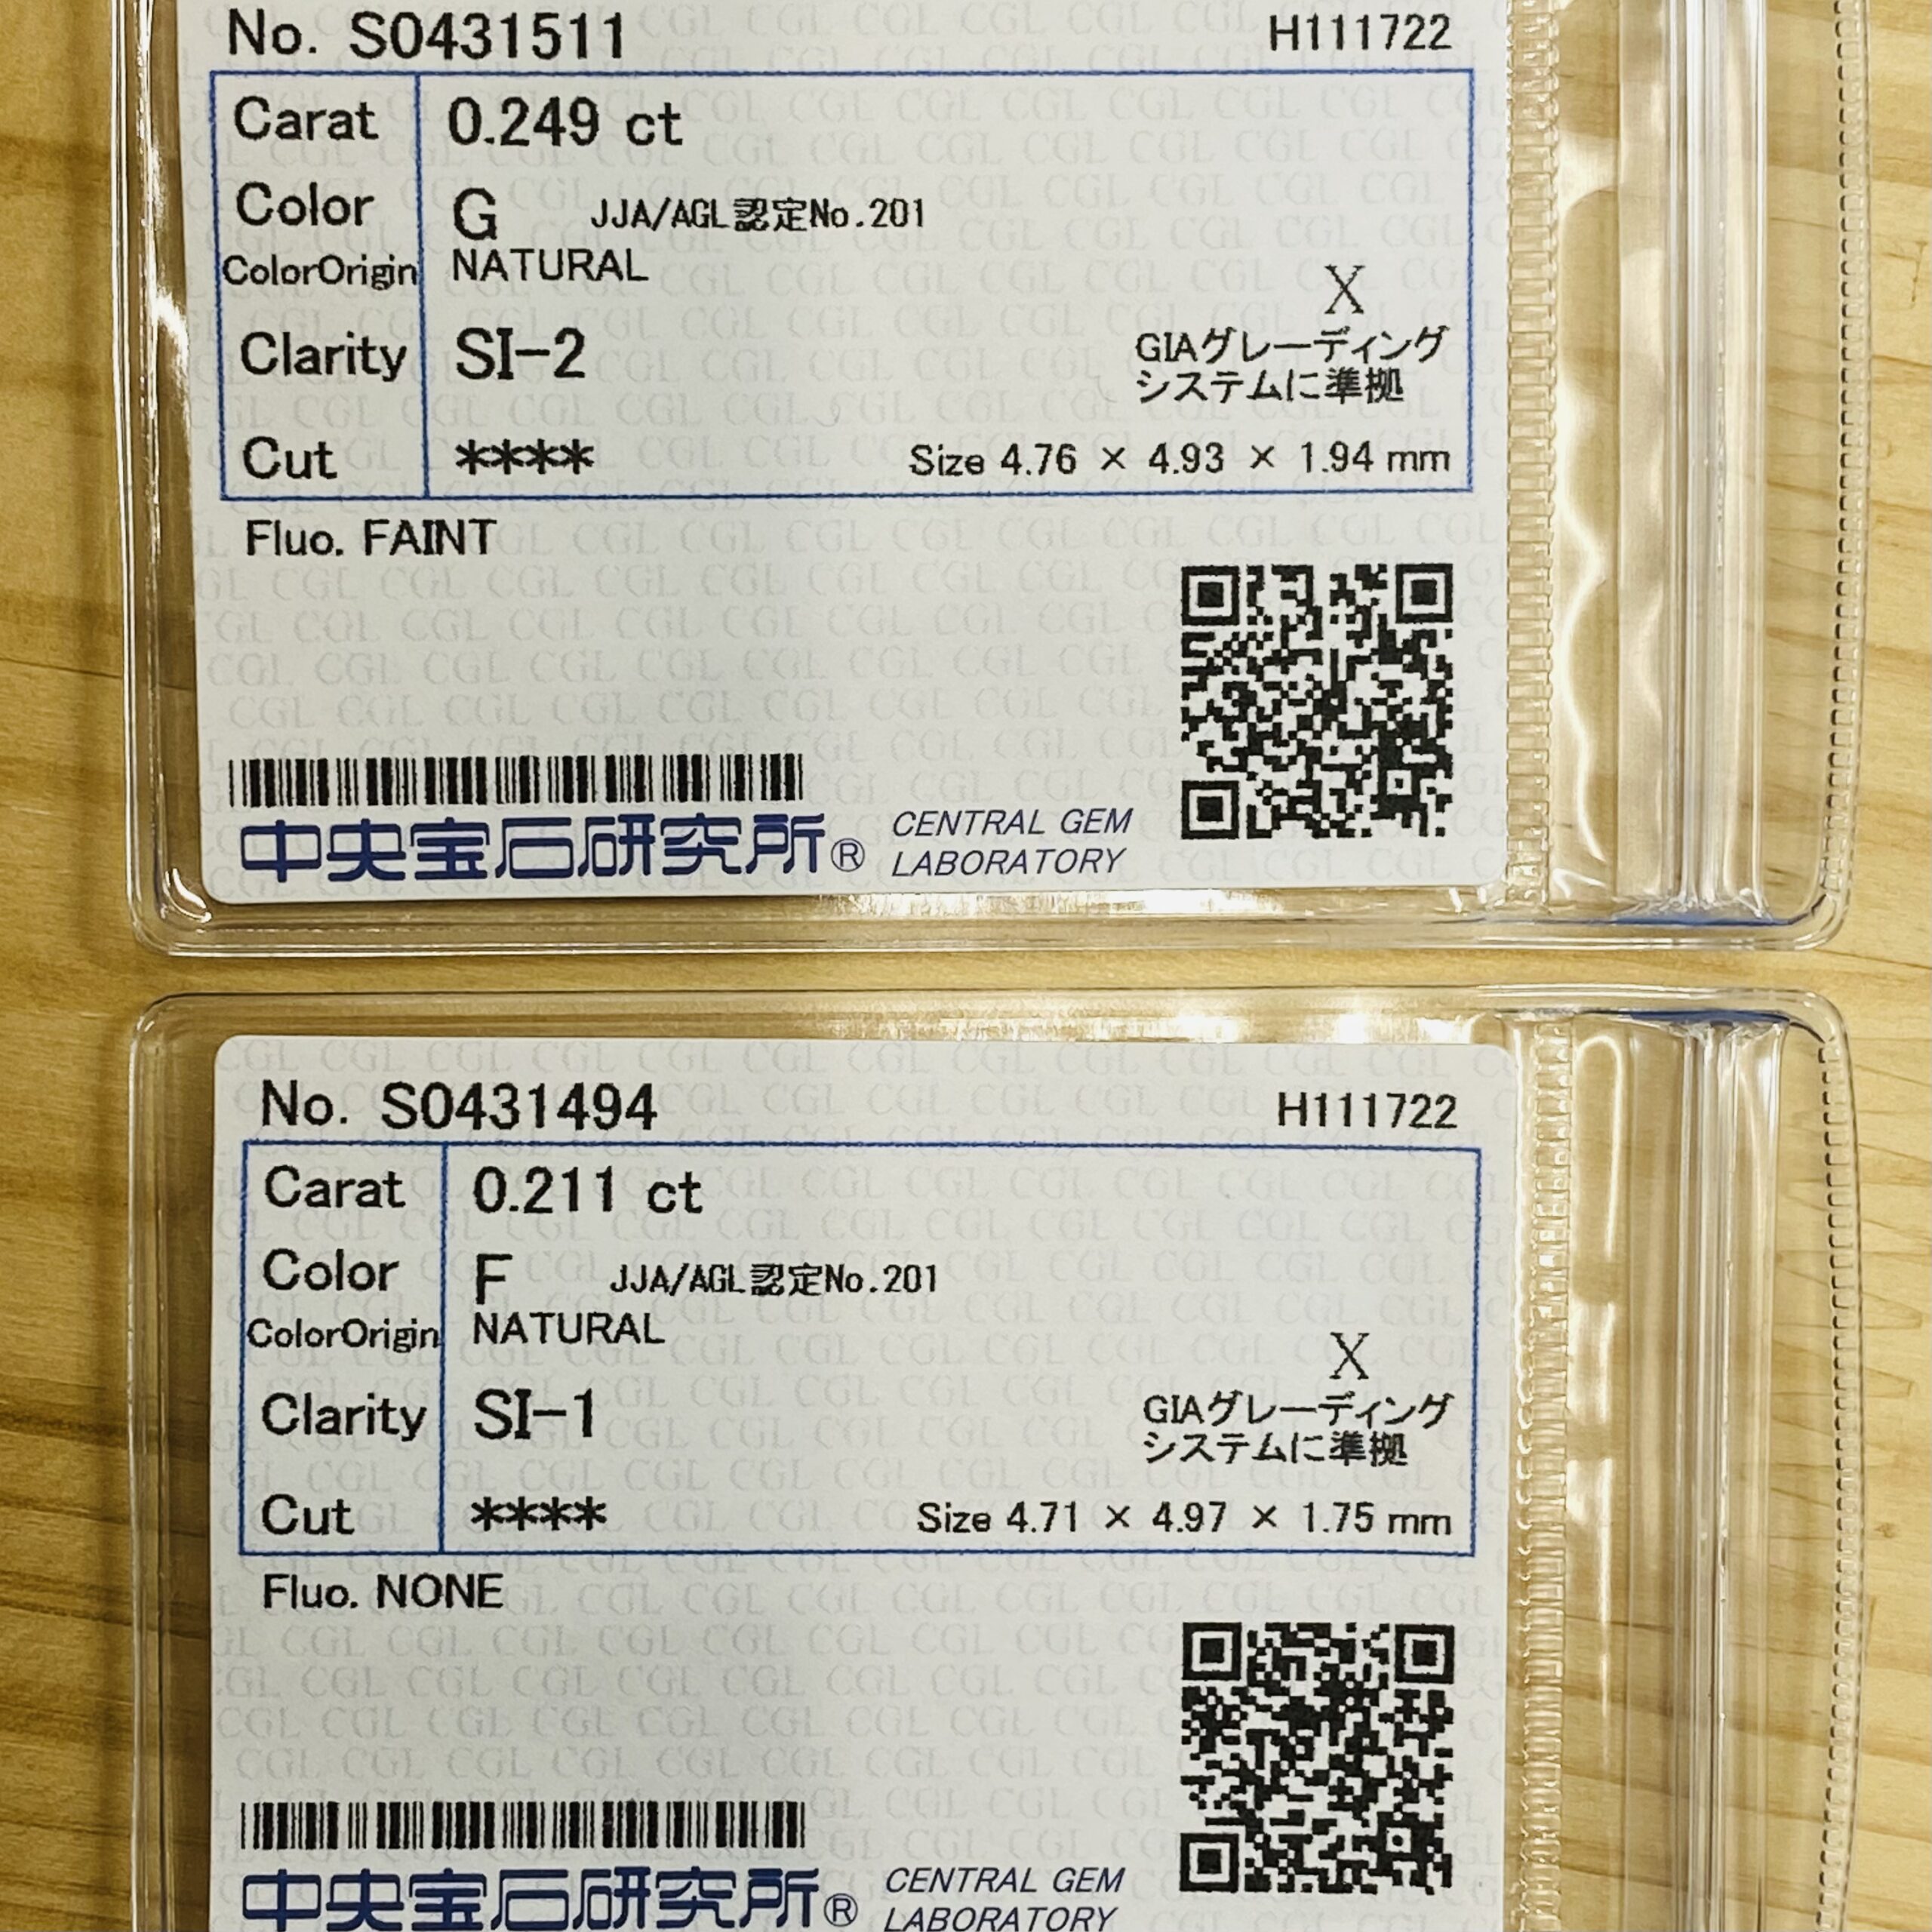 No. S0431511 H111722
Carat 0.249 ct
Color G JJA/AGL認定No.201
ColorOrigin NATURAL
X
Clarity SI-2 GIAグレーディング
システムに準拠
Cut **** Size 4.76 × 4.93 × 1.94 mm
Fluo. FAINT
中央宝石研究所® CENTRAL GEM
LABORATORY
No. S0431494 H111722
Carat 0.211 ct
Color F JJA/AGL認定No.201
ColorOrigin NATURAL
X
Clarity SI-1 GIAグレーディング
システムに準拠
Cut **** Size 4.71 × 4.97 × 1.75 mm
Fluo. NONE
中央宝石研究所® CENTRAL GEM
LABORATORY